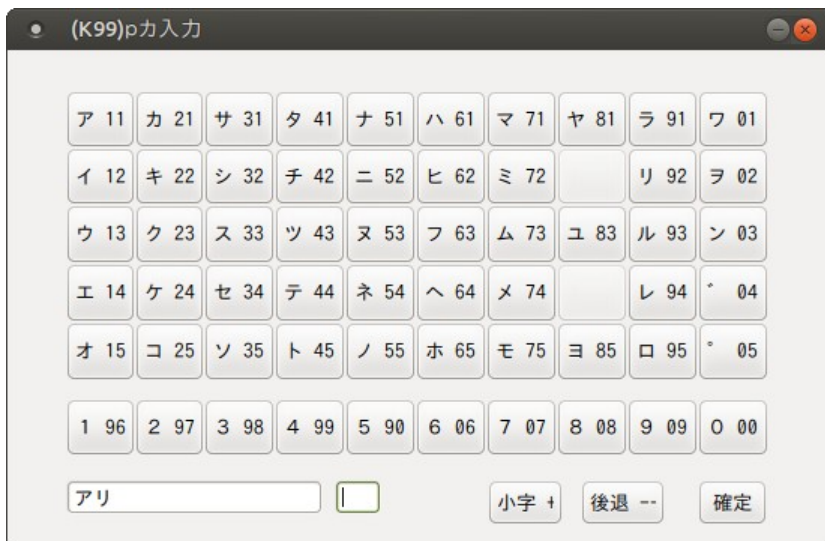 (K99)pカ入力
ア 11 カ 21 サ 31 タ 41 ナ 51 ハ 61 マ 71 ヤ 81 ラ 91 ワ 01
イ 12 キ 22 シ 32 チ 42 ニ 52 ヒ 62 ミ 72 リ 92 ヲ 02
ウ 13 ク 23 ス 33 ツ 43 ヌ 53 フ 63 ム 73 ユ 83 ル 93 ン 03
エ 14 ケ 24 セ 34 テ 44 ネ 54 ヘ 64 メ 74 レ 94 ゛ 04
オ 15 コ 25 ソ 35 ト 45 ノ 55 ホ 65 モ 75 ヨ 85 ロ 95 ゜ 05
1 96 2 97 3 98 4 99 5 90 6 06 7 07 8 08 9 09 0 00
アリ 小字 + 後退 -- 確定